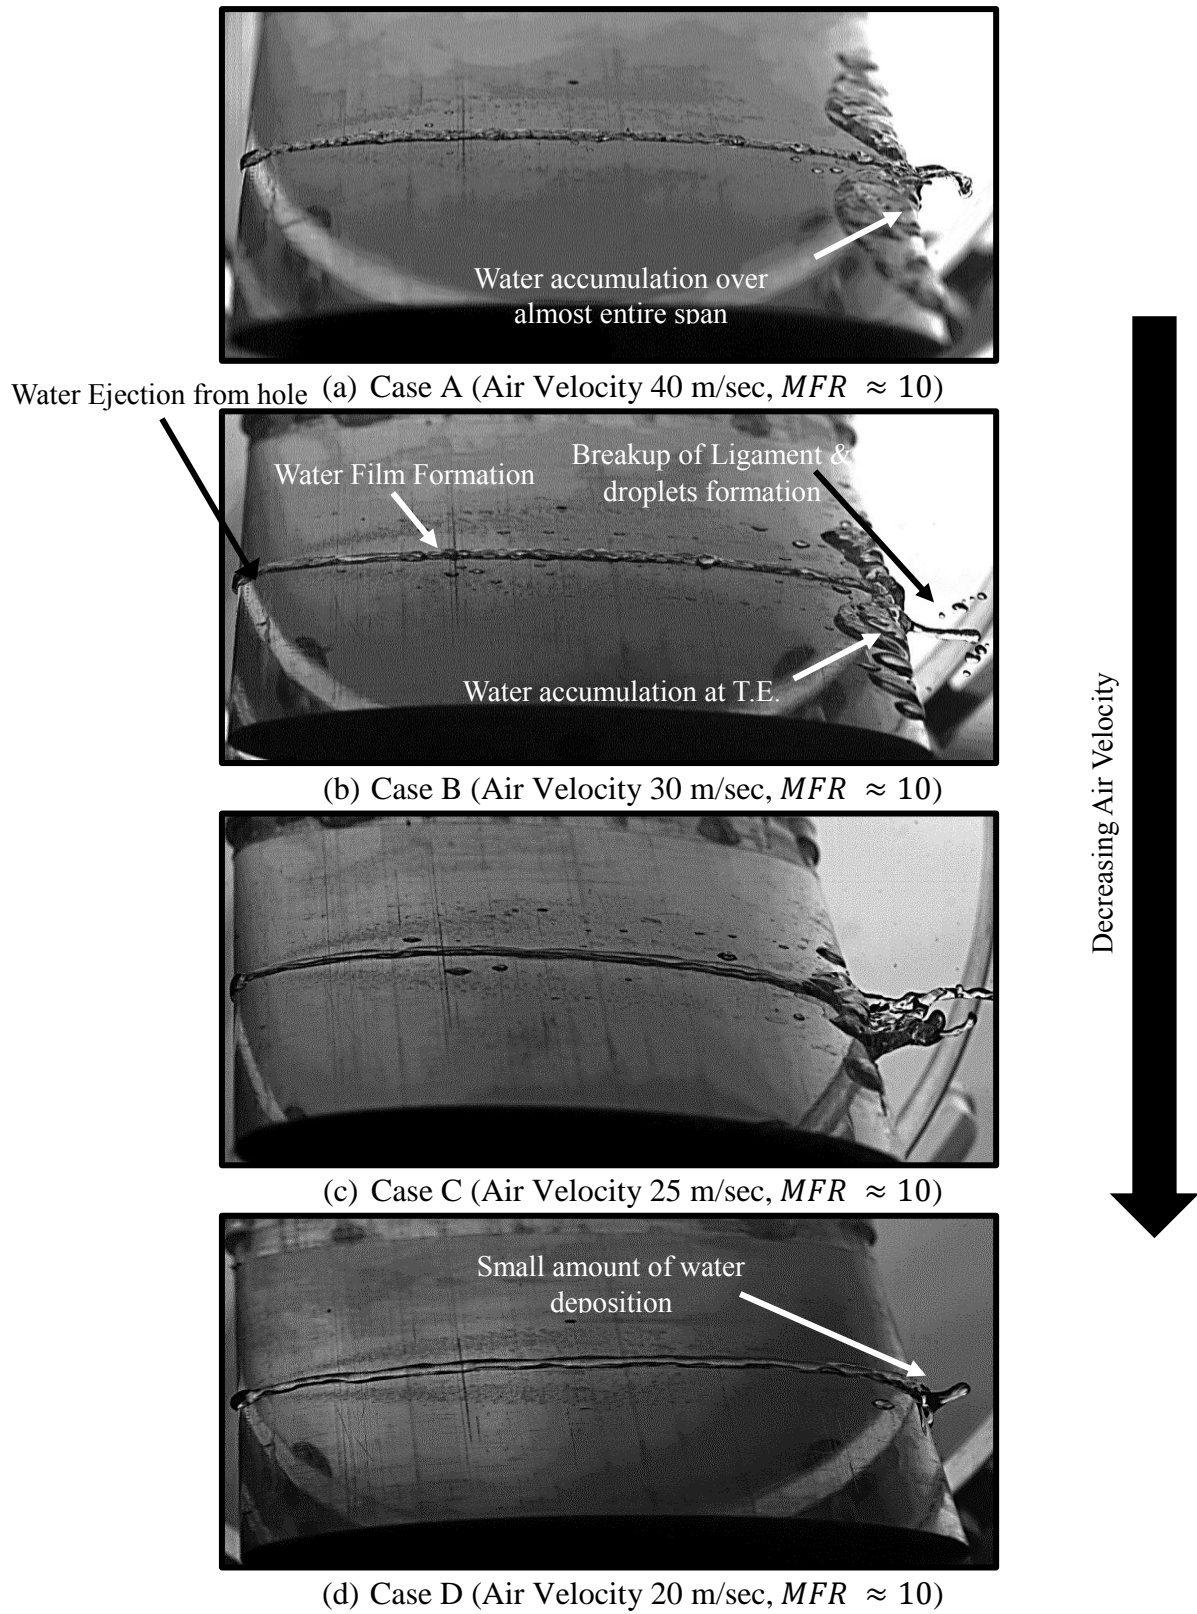 Water accumulation over
almost entire span
(a) Case A (Air Velocity 40 m/sec, 𝑀𝐹𝑅 ≈ 10)
Water Ejection from hole
Water Film Formation
Breakup of Ligament &
droplets formation
Water accumulation at T.E.
(b) Case B (Air Velocity 30 m/sec, 𝑀𝐹𝑅 ≈ 10)
Decreasing Air Velocity
(c) Case C (Air Velocity 25 m/sec, 𝑀𝐹𝑅 ≈ 10)
Small amount of water
deposition
(d) Case D (Air Velocity 20 m/sec, 𝑀𝐹𝑅 ≈ 10)